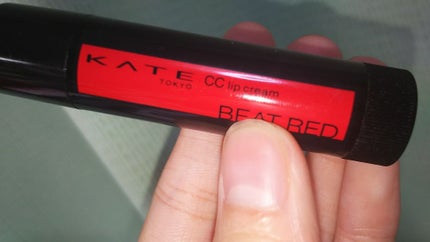 KATE
TOKYO
CC lip cream
BEAT RED